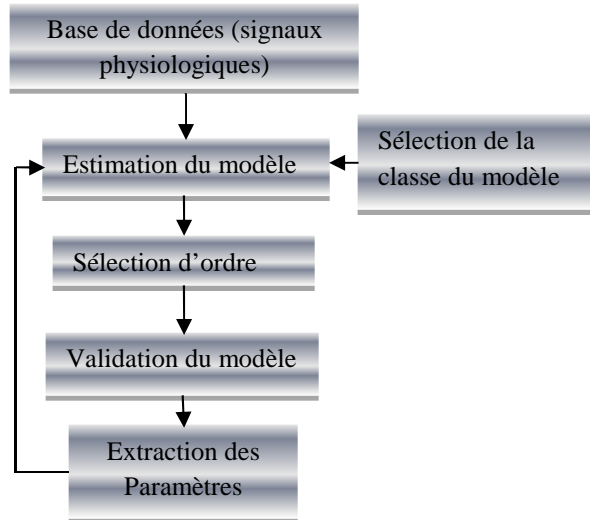 Base de données (signaux
physiologiques)
Estimation du modèle
Sélection de la
classe du modèle
Sélection d’ordre
Validation du modèle
Extraction des
Paramètres